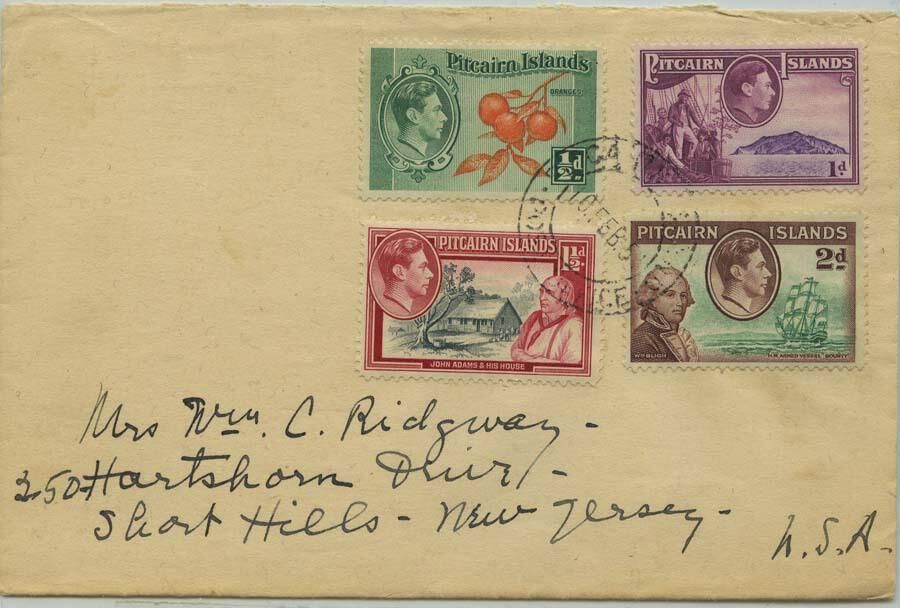 Pitcairn Islands
ORANGES
½d
PITCAIRN ISLANDS
1d.
PITCAIRN ISLANDS 1½d.
JOHN ADAMS & HIS HOUSE
PITCAIRN ISLANDS
2d
Wm BLIGH
H.M. ARMED VESSEL "BOUNTY"
Mrs Wm. C. Ridgway -
250 Hartshorn Drive -
Short Hills - New Jersey -
U.S.A.